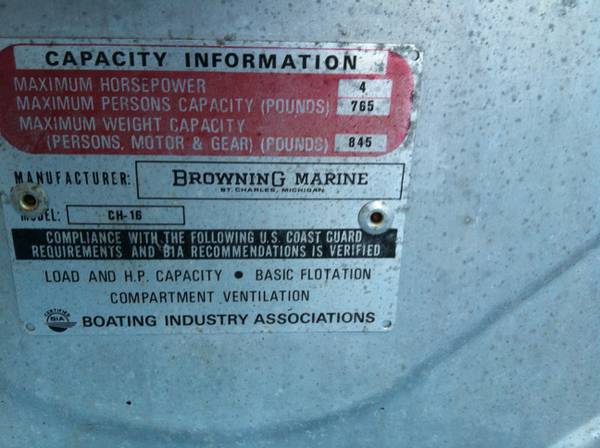 CAPACITY INFORMATION
MAXIMUM HORSEPOWER 4
MAXIMUM PERSONS CAPACITY (POUNDS) 765
MAXIMUM WEIGHT CAPACITY
(PERSONS, MOTOR & GEAR) (POUNDS) 845
MANUFACTURER: BROWNING MARINE
ST. CHARLES, MICHIGAN
MODEL: CH-16
COMPLIANCE WITH THE FOLLOWING U.S. COAST GUARD
REQUIREMENTS AND BIA RECOMMENDATIONS IS VERIFIED
LOAD AND H.P. CAPACITY • BASIC FLOTATION
COMPARTMENT VENTILATION
CERTIFIED
BIA
BOATING INDUSTRY ASSOCIATIONS